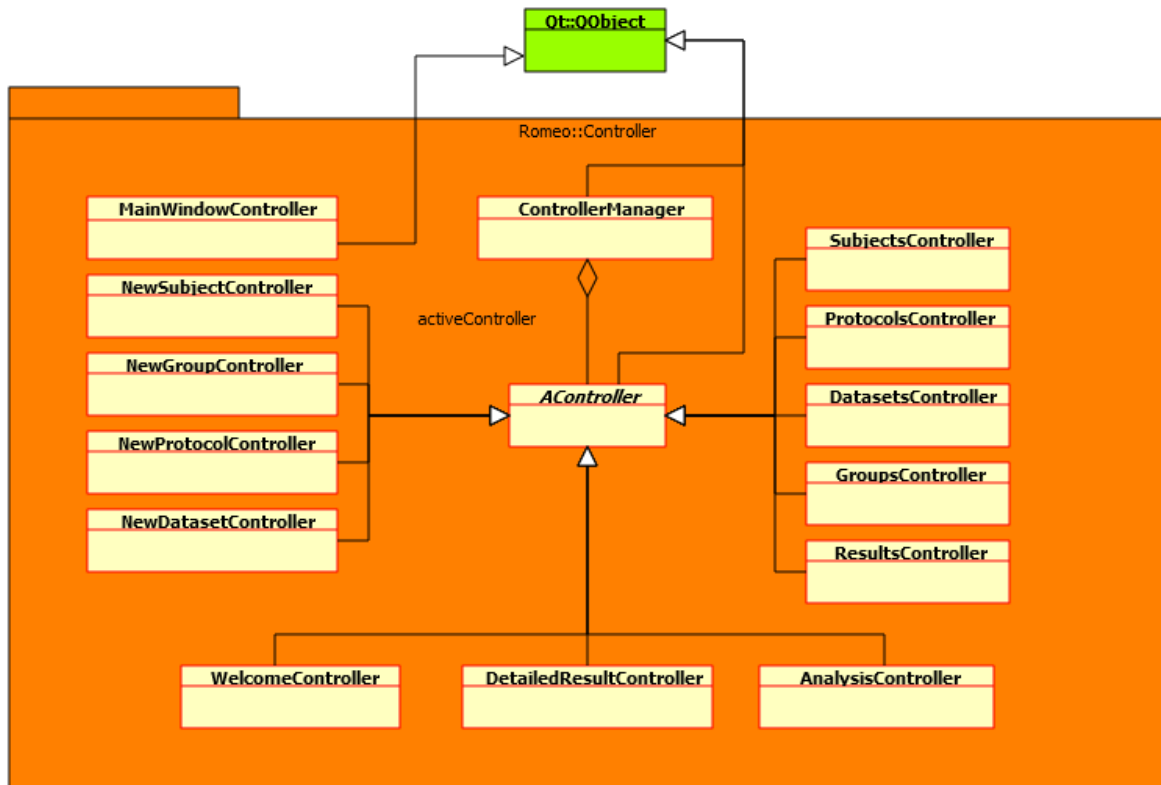 Qt::QObject
Romeo::Controller
MainWindowController
ControllerManager
SubjectsController
NewSubjectController
activeController
ProtocolsController
NewGroupController
AController
DatasetsController
NewProtocolController
GroupsController
NewDatasetController
ResultsController
WelcomeController
DetailedResultController
AnalysisController